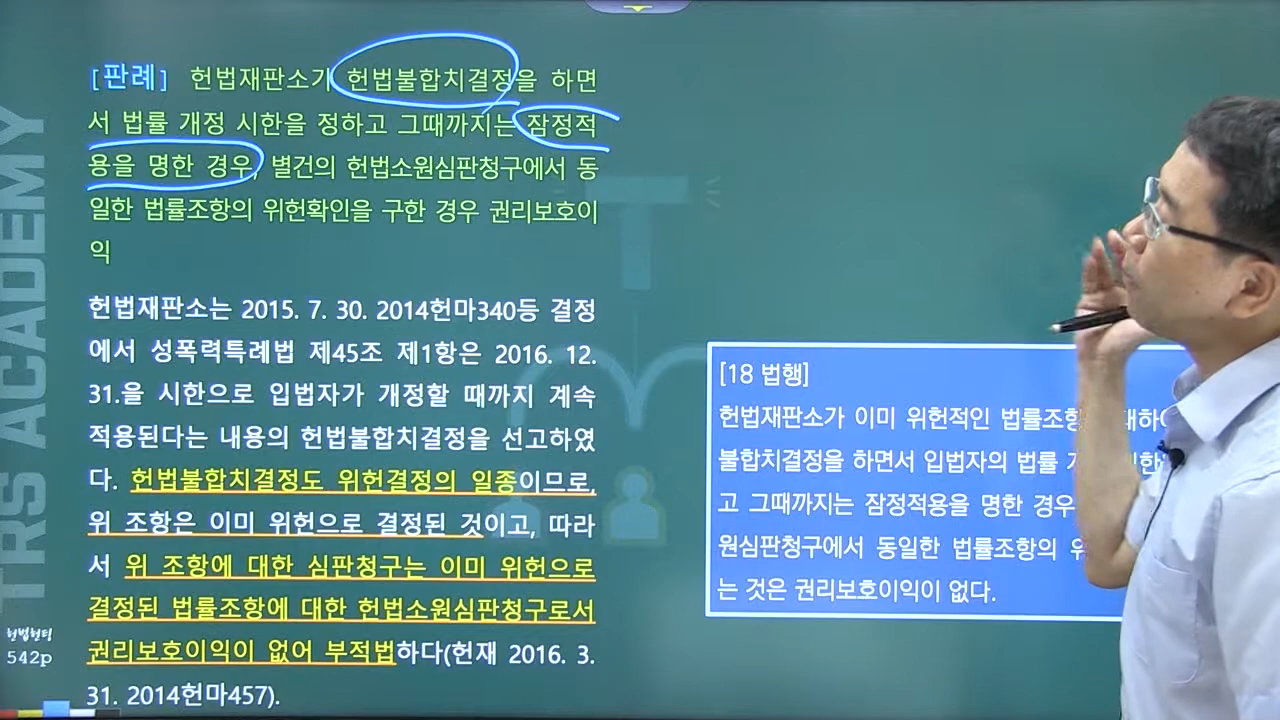 [판례] 헌법재판소가 헌법불합치결정을 하면
서 법률 개정 시한을 정하고 그때까지는 잠정적
용을 명한 경우, 별건의 헌법소원심판청구에서 동
일한 법률조항의 위헌확인을 구한 경우 권리보호이
익
헌법재판소는 2015. 7. 30. 2014헌마340등 결정
에서 성폭력특례법 제45조 제1항은 2016. 12.
31.을 시한으로 입법자가 개정할 때까지 계속
적용된다는 내용의 헌법불합치결정을 선고하였
다. 헌법불합치결정도 위헌결정의 일종이므로,
위 조항은 이미 위헌으로 결정된 것이고, 따라
서 위 조항에 대한 심판청구는 이미 위헌으로
결정된 법률조항에 대한 헌법소원심판청구로서
권리보호이익이 없어 부적법하다(헌재 2016. 3.
31. 2014헌마457).
[18 법행]
헌법재판소가 이미 위헌적인 법률조항
불합치결정을 하면서 입법자의 법률
고 그때까지는 잠정적용을 명한 경우
원심판청구에서 동일한 법률조항의
는 것은 권리보호이익이 없다.
TRS ACADEMY
헌법헌팅
542p